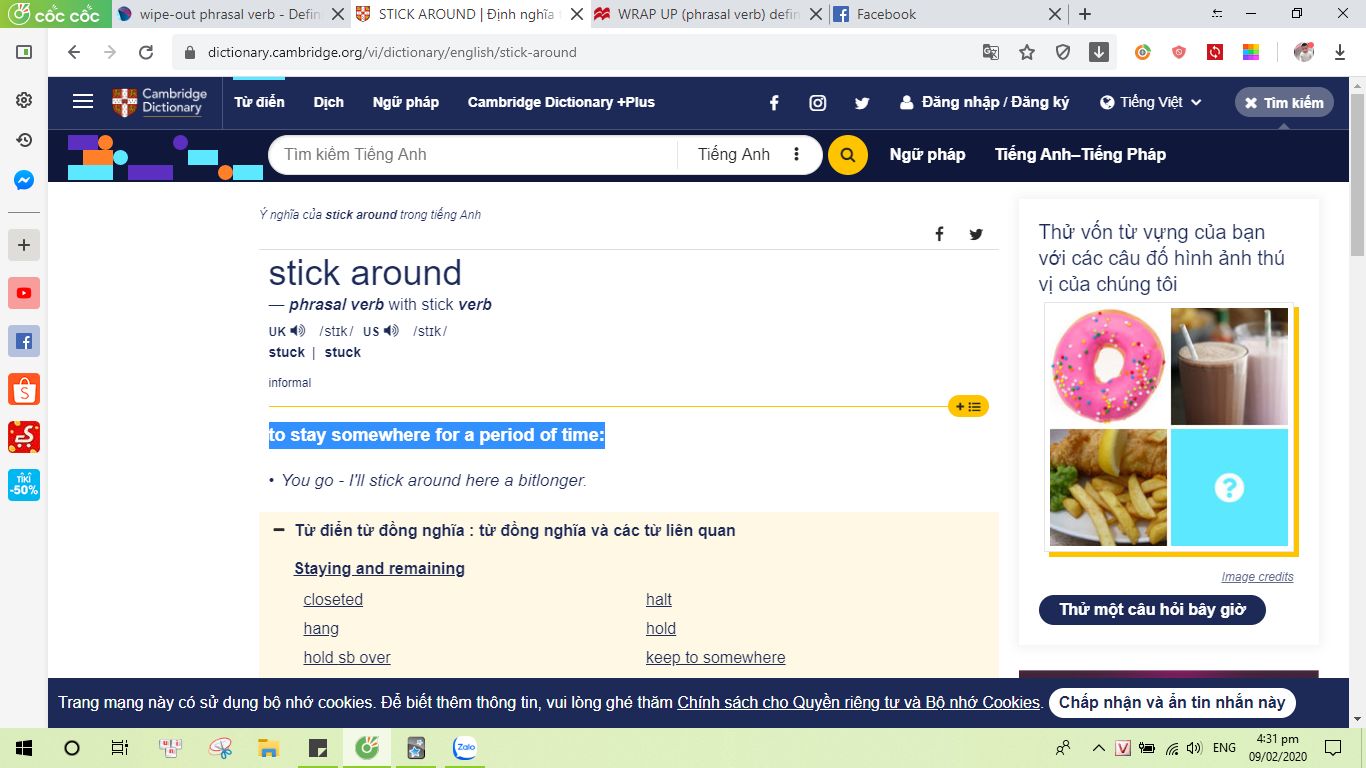 cốc cốc
wipe-out phrasal verb - Defin
STICK AROUND | Định nghĩa
WRAP UP (phrasal verb) defin
Facebook
dictionary.cambridge.org/vi/dictionary/english/stick-around
Cambridge
Dictionary
Từ điển
Dịch
Ngữ pháp
Cambridge Dictionary +Plus
Đăng nhập / Đăng ký
Tiếng Việt
Tìm kiếm
Tìm kiếm Tiếng Anh
Tiếng Anh
Ngữ pháp
Tiếng Anh–Tiếng Pháp
Ý nghĩa của stick around trong tiếng Anh
stick around
— phrasal verb with stick verb
UK /stɪk/ US /stɪk/
stuck | stuck
informal
to stay somewhere for a period of time:
• You go - I'll stick around here a bitlonger.
Từ điển từ đồng nghĩa : từ đồng nghĩa và các từ liên quan
Staying and remaining
closeted
halt
hang
hold
hold sb over
keep to somewhere
Thử vốn từ vựng của bạn
với các câu đố hình ảnh thú
vị của chúng tôi
?
Image credits
Thử một câu hỏi bây giờ
TIKI
-50%
Trang mạng này có sử dụng bộ nhớ cookies. Để biết thêm thông tin, vui lòng ghé thăm Chính sách cho Quyền riêng tư và Bộ nhớ Cookies.
Chấp nhận và ẩn tin nhắn này
Zalo
V
ENG
4:31 pm
09/02/2020